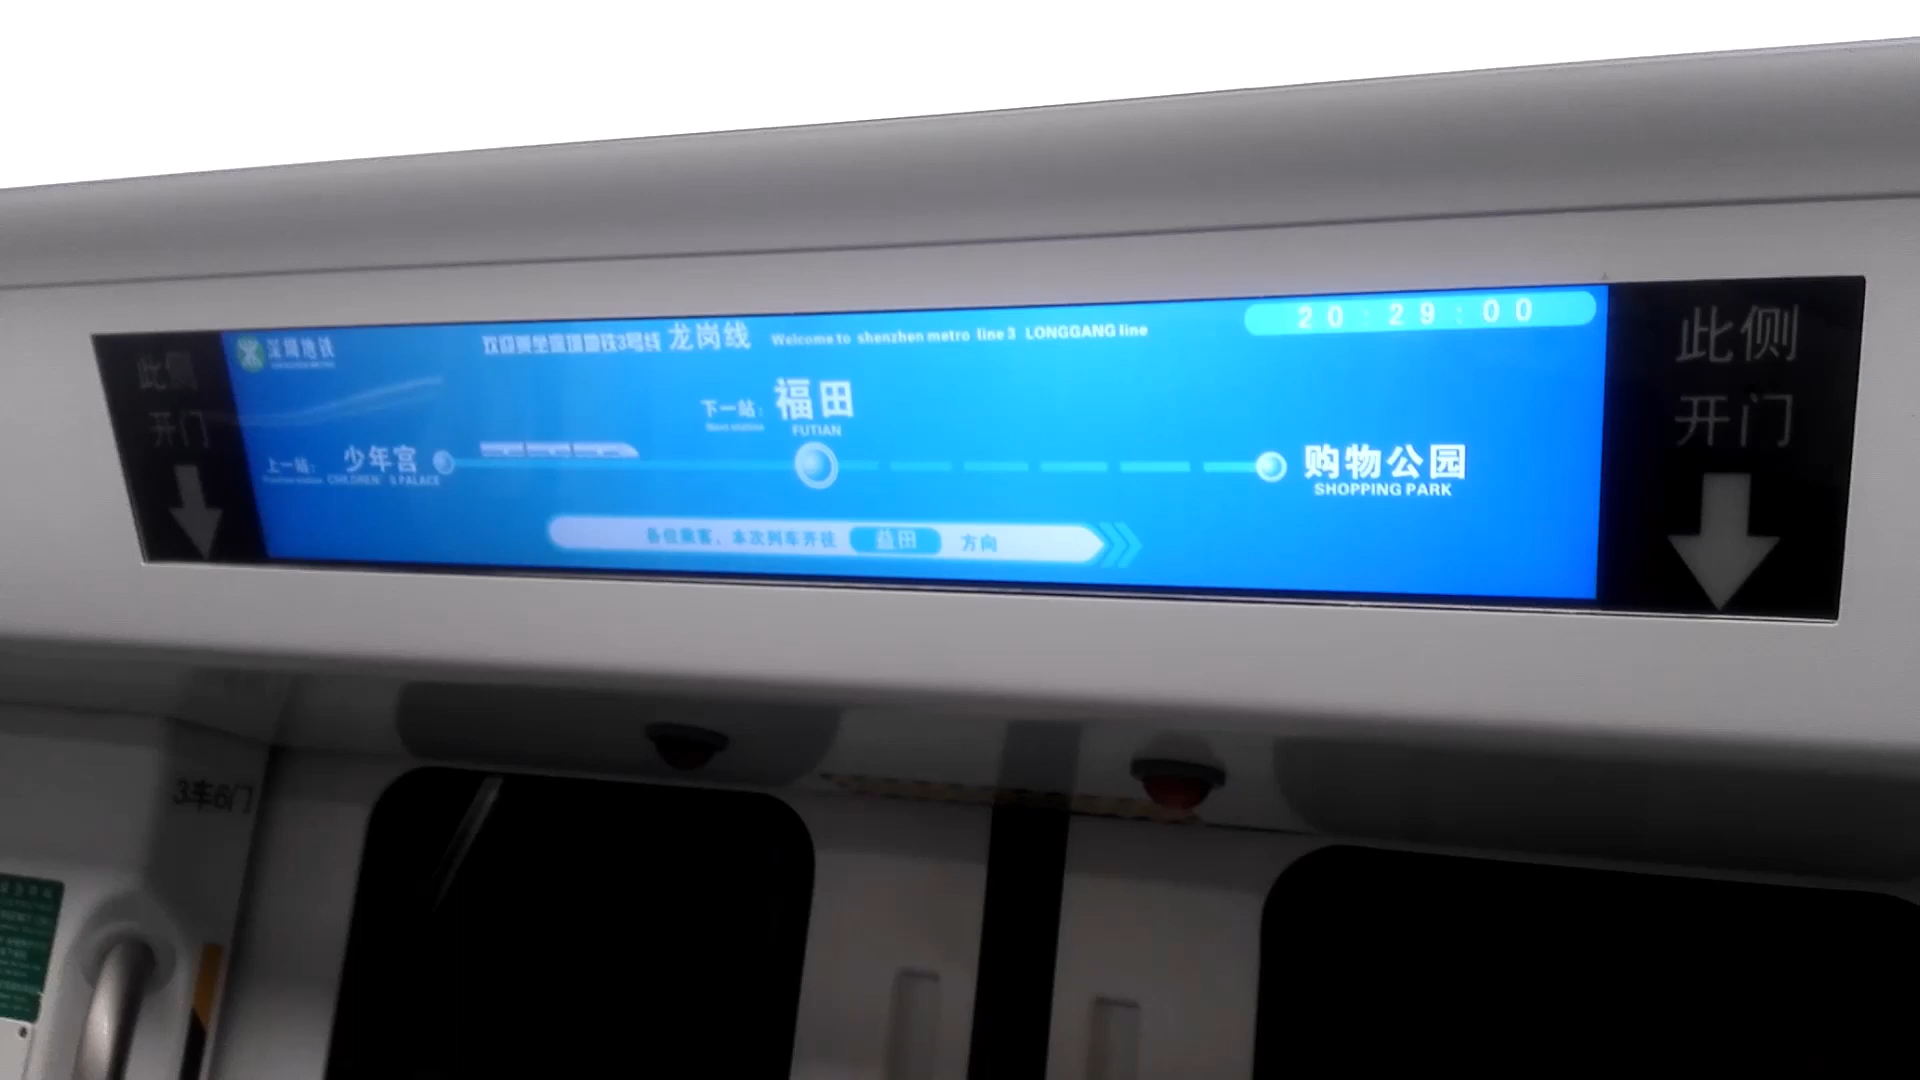 此侧
开门
深圳地铁
欢迎乘坐深圳地铁3号线 龙岗线 Welcome to shenzhen metro line 3 LONGGANG line
20:29:00
此侧
开门
下一站: 福田
Next station FUTIAN
上一站: 少年宫
CHILDREN'S PALACE
购物公园
SHOPPING PARK
各位乘客，本次列车开往 益田 方向
3车6门